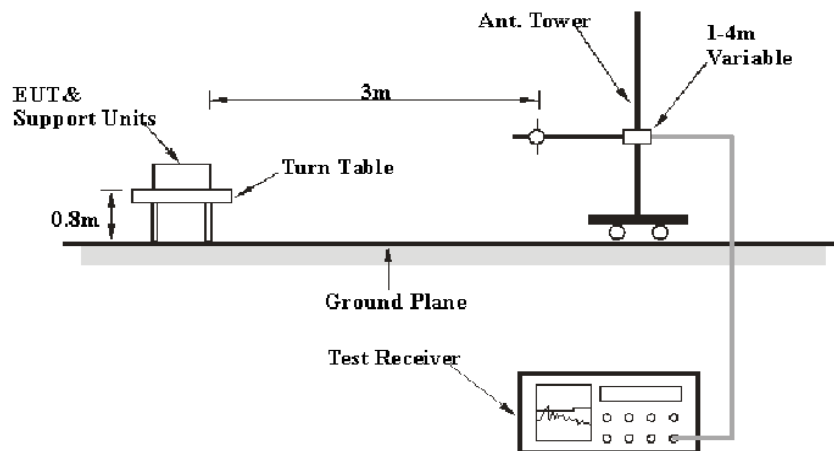 Ant. Tower
1-4m
Variable
3m
EUT&
Support Units
Turn Table
0.8m
Ground Plane
Test Receiver